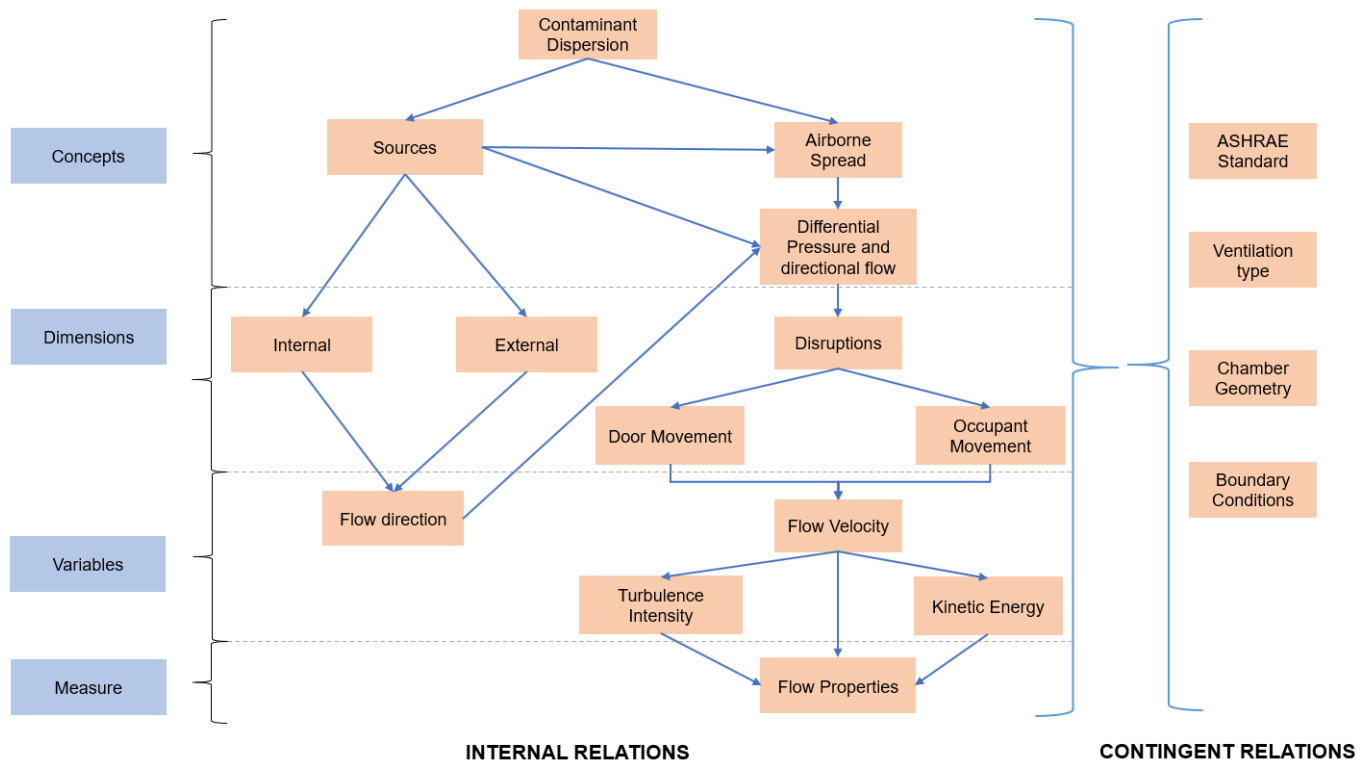 Contaminant
Dispersion
Concepts
Sources
Airborne
Spread
ASHRAE
Standard
Differential
Pressure and
directional flow
Ventilation
type
Dimensions
Internal
External
Disruptions
Chamber
Geometry
Door Movement
Occupant
Movement
Boundary
Conditions
Flow direction
Flow Velocity
Variables
Turbulence
Intensity
Kinetic Energy
Measure
Flow Properties
INTERNAL RELATIONS
CONTINGENT RELATIONS